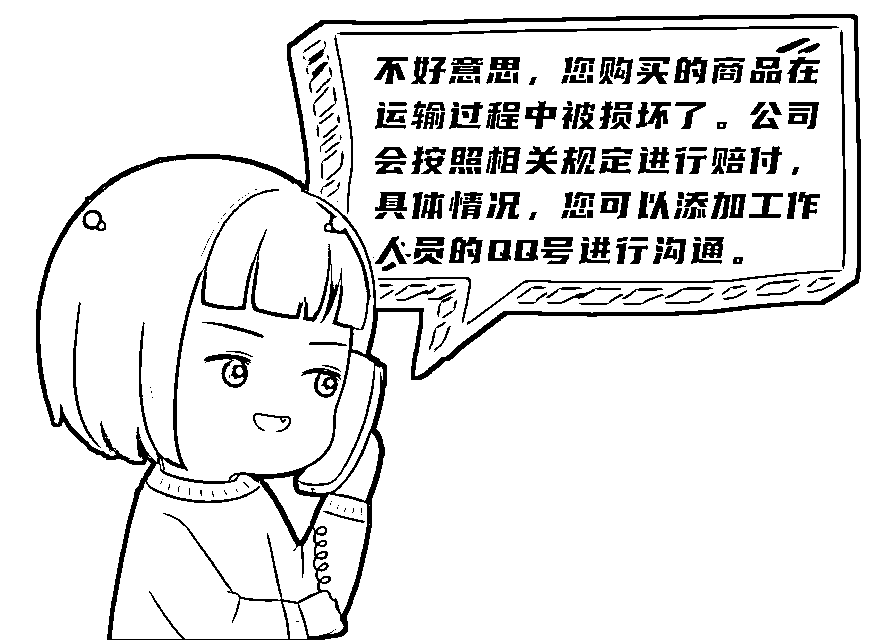 不好意思，您购买的商品在
运输过程中被损坏了。公司
会按照相关规定进行赔付，
具体情况，您可以添加工作
人员的QQ号进行沟通。